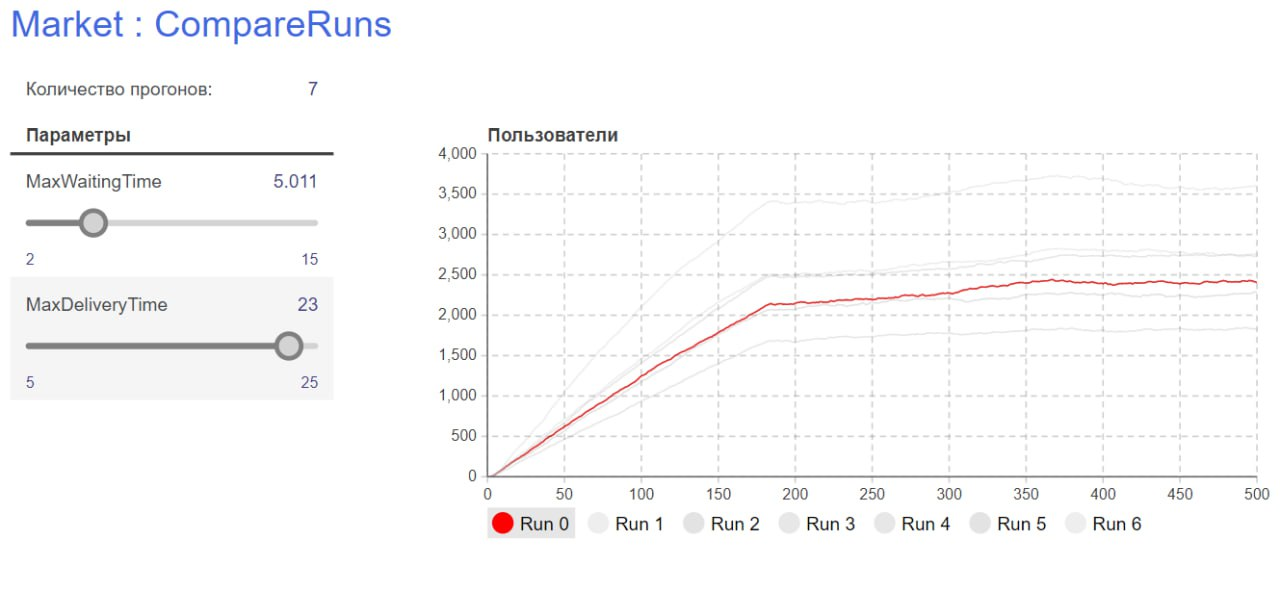 Market : CompareRuns
Количество прогонов: 7
Параметры
MaxWaitingTime 5.011
2 15
MaxDeliveryTime 23
5 25
Пользователи
4,000
3,500
3,000
2,500
2,000
1,500
1,000
500
0
0 50 100 150 200 250 300 350 400 450 500
Run 0 Run 1 Run 2 Run 3 Run 4 Run 5 Run 6